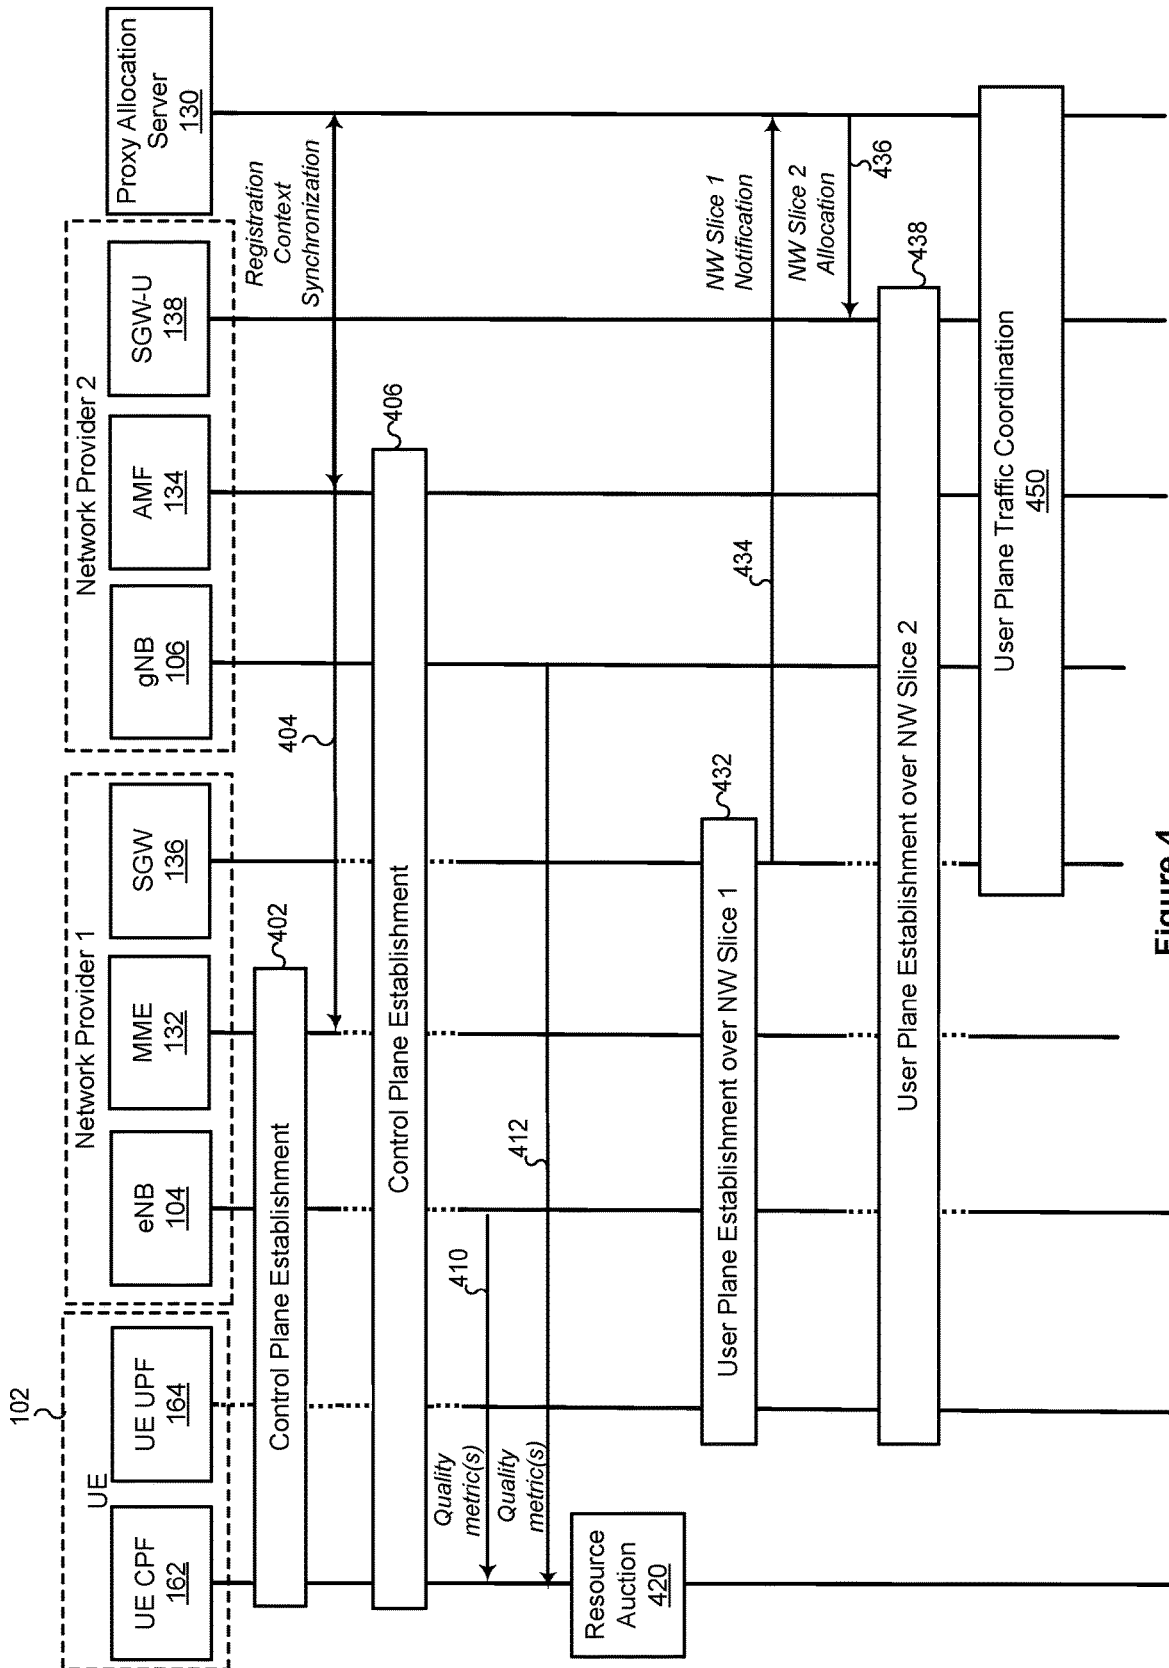 102
UE
UE CPF
162
UE UPF
164
Network Provider 1
eNB
104
MME
132
SGW
136
Network Provider 2
gNB
106
AMF
134
SGW-U
138
Proxy Allocation
Server
130
Control Plane Establishment
402
404
Registration
Context
Synchronization
Control Plane Establishment
406
Quality
metric(s)
410
Quality
metric(s)
412
Resource
Auction
420
User Plane Establishment over NW Slice 1
432
434
NW Slice 1
Notification
NW Slice 2
Allocation
436
User Plane Establishment over NW Slice 2
438
User Plane Traffic Coordination
450
Figure 4